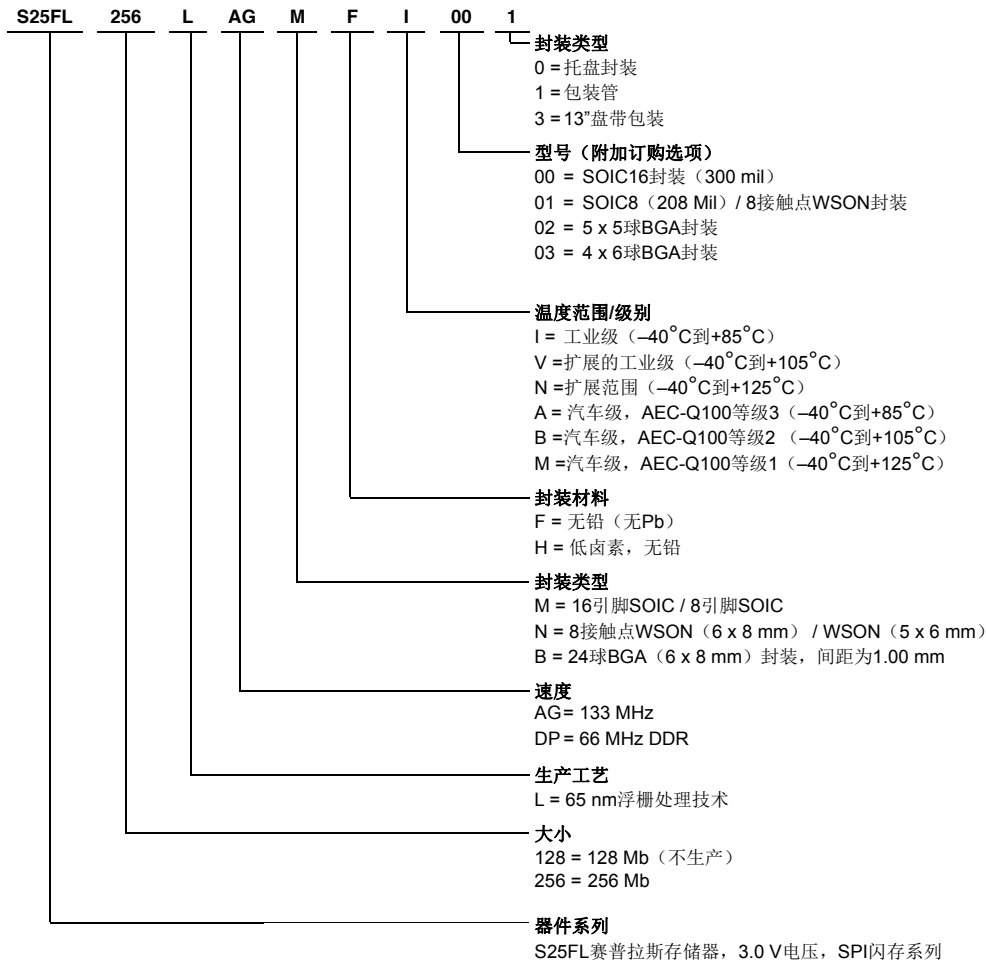 S25FL 256 L AG M F I 00 1
封装类型
0 =托盘封装
1 =包装管
3 =13”盘带包装
型号（附加订购选项）
00 = SOIC16封装（300 mil）
01 = SOIC8（208 Mil）/ 8接触点WSON封装
02 = 5 x 5球BGA封装
03 = 4 x 6球BGA封装
温度范围/级别
I = 工业级（–40°C到+85°C）
V =扩展的工业级（–40°C到+105°C）
N =扩展范围（–40°C到+125°C）
A = 汽车级，AEC-Q100等级3（–40°C到+85°C）
B =汽车级，AEC-Q100等级2 （–40°C到+105°C）
M =汽车级，AEC-Q100等级1（–40°C到+125°C）
封装材料
F = 无铅（无Pb）
H = 低卤素，无铅
封装类型
M = 16引脚SOIC / 8引脚SOIC
N = 8接触点WSON（6 x 8 mm） / WSON（5 x 6 mm）
B = 24球BGA（6 x 8 mm）封装，间距为1.00 mm
速度
AG= 133 MHz
DP = 66 MHz DDR
生产工艺
L = 65 nm浮栅处理技术
大小
128 = 128 Mb（不生产）
256 = 256 Mb
器件系列
S25FL赛普拉斯存储器，3.0 V电压，SPI闪存系列